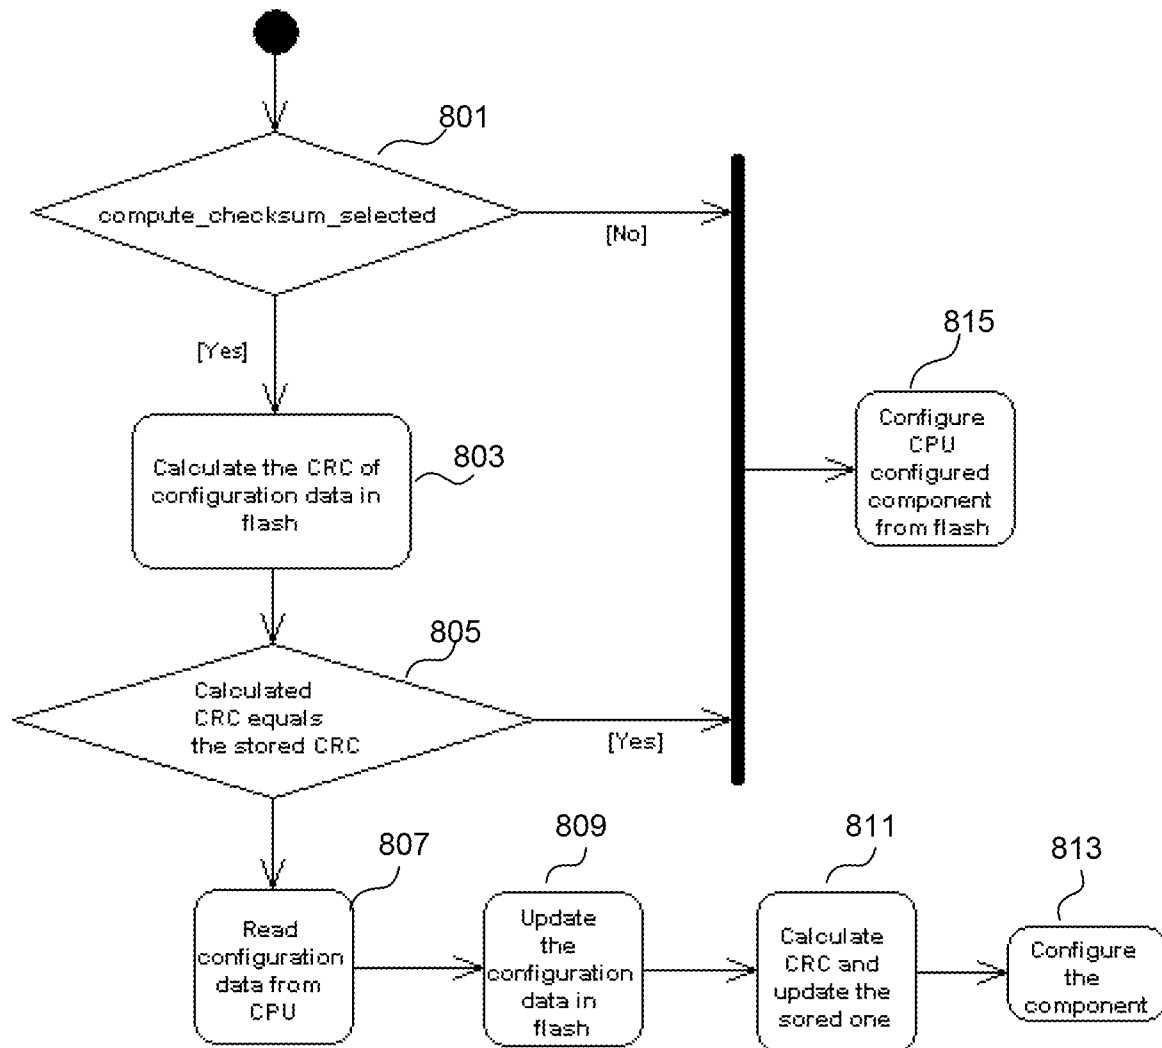 801
compute_checksum_selected
[No]
[Yes]
815
Configure
CPU
configured
component
from flash
803
Calculate the CRC of
configuration data in
flash
805
Calculated
CRC equals
the stored CRC
[Yes]
807
Read
configuration
data from
CPU
809
Update
the
configuration
data in
flash
811
Calculate
CRC and
update the
sored one
813
Configure
the
component